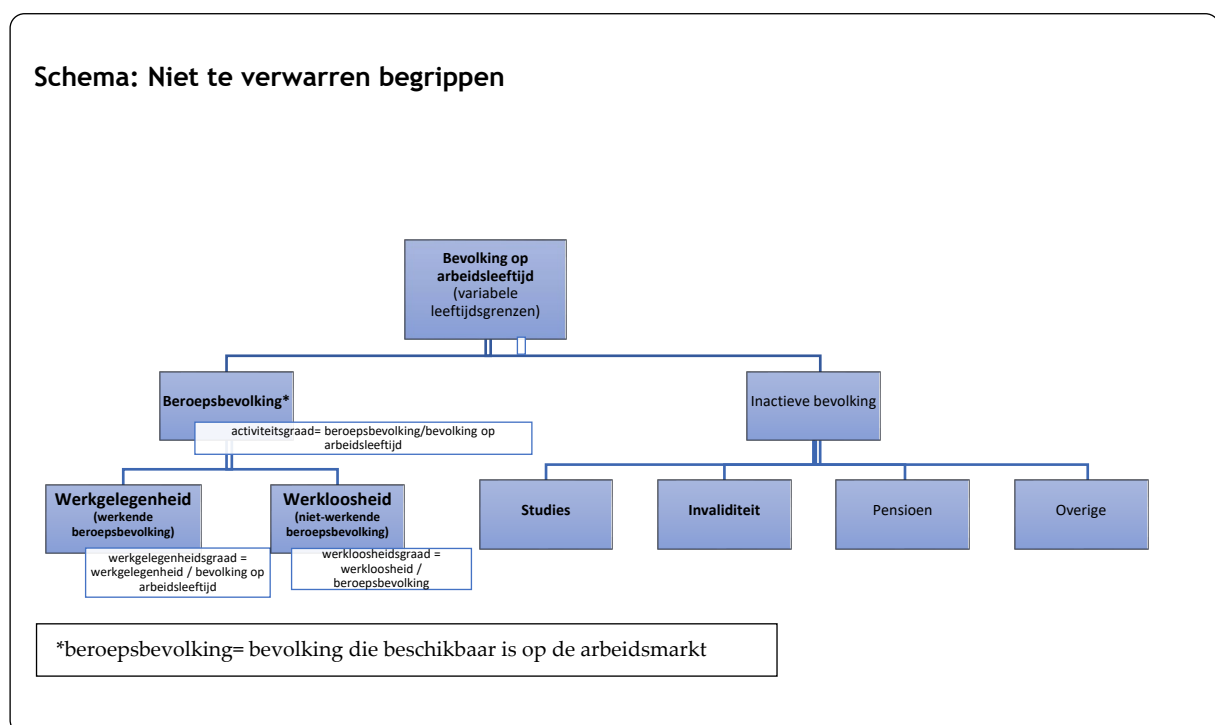 Schema: Niet te verwarren begrippen
Bevolking op
arbeidsleeftijd
(variabele
leeftijdsgrenzen)
Beroepsbevolking*
Inactieve bevolking
activiteitsgraad= beroepsbevolking/bevolking op
arbeidsleeftijd
Werkgelegenheid
(werkende
beroepsbevolking)
Werkloosheid
(niet-werkende
beroepsbevolking)
Studies
Invaliditeit
Pensioen
Overige
werkgelegenheidsgraad =
werkgelegenheid / bevolking op
arbeidsleeftijd
werkloosheidsgraad =
werkloosheid /
beroepsbevolking
*beroepsbevolking= bevolking die beschikbaar is op de arbeidsmarkt